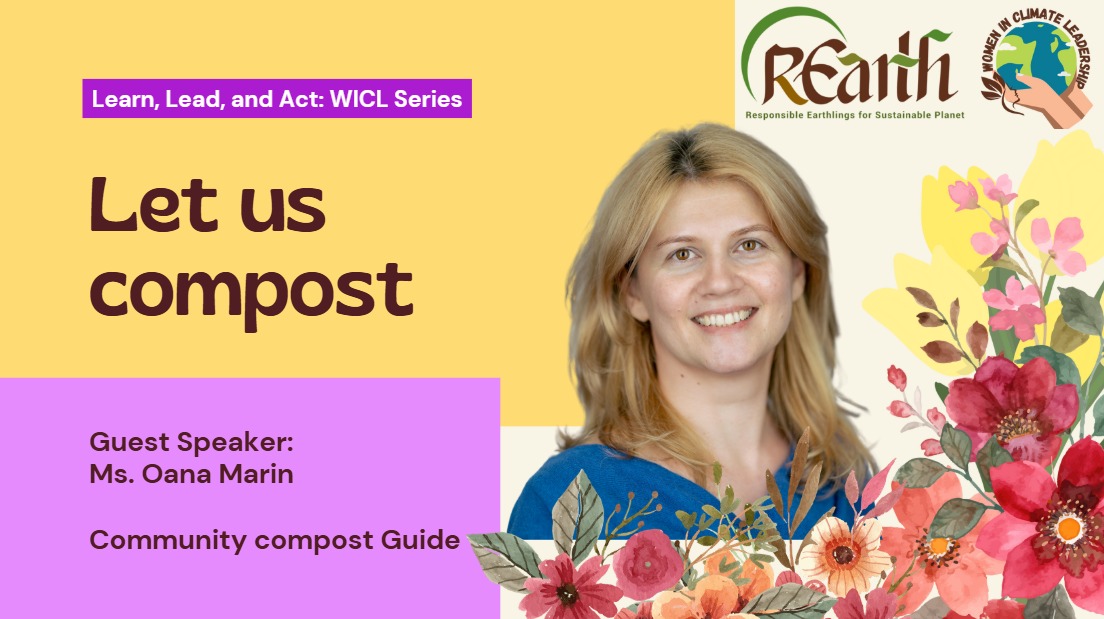 Learn, Lead, and Act: WICL Series
Let us
compost
Guest Speaker:
Ms. Oana Marin
Community compost Guide
REarth
Responsible Earthlings for Sustainable Planet
WOMEN IN CLIMATE LEADERSHIP